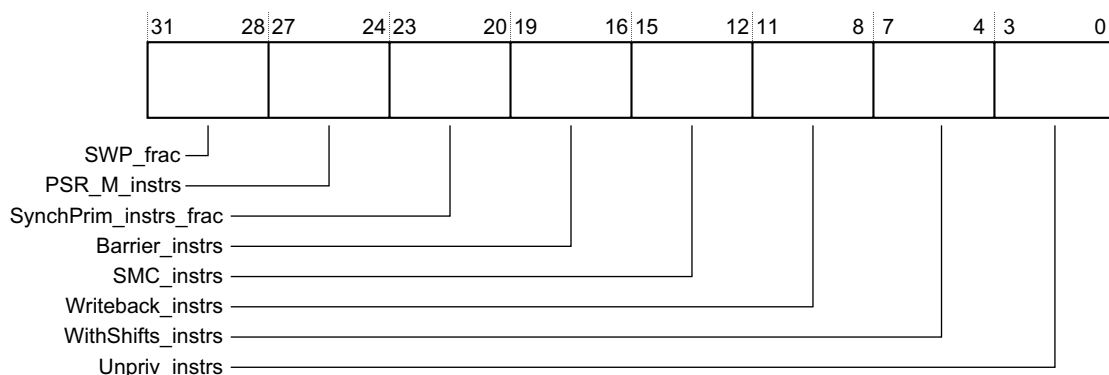 31 28 27 24 23 20 19 16 15 12 11 8 7 4 3 0
SWP_frac
PSR_M_instrs
SynchPrim_instrs_frac
Barrier_instrs
SMC_instrs
Writeback_instrs
WithShifts_instrs
Unpriv_instrs